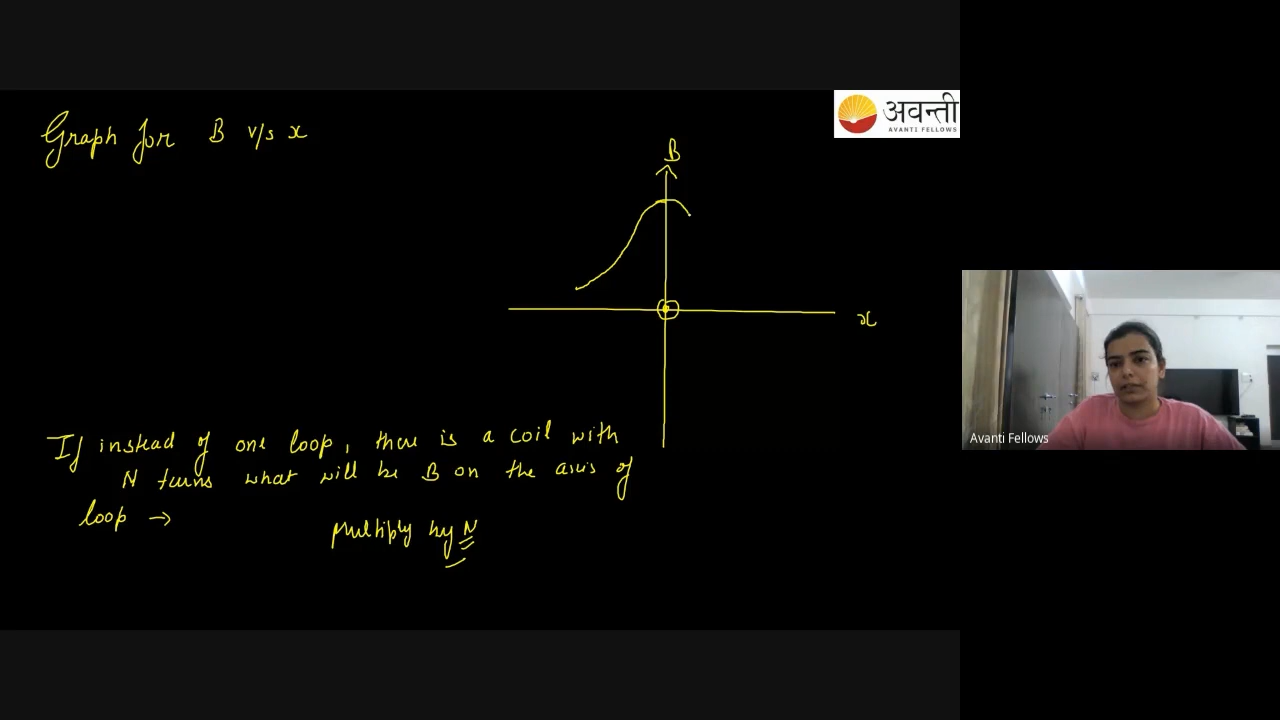 Graph for B v/s x
अवन्ती
AVANTI FELLOWS
B
x
If instead of one loop, there is a coil with
N turns what will be B on the axis of
loop →
Multiply by N
Avanti Fellows